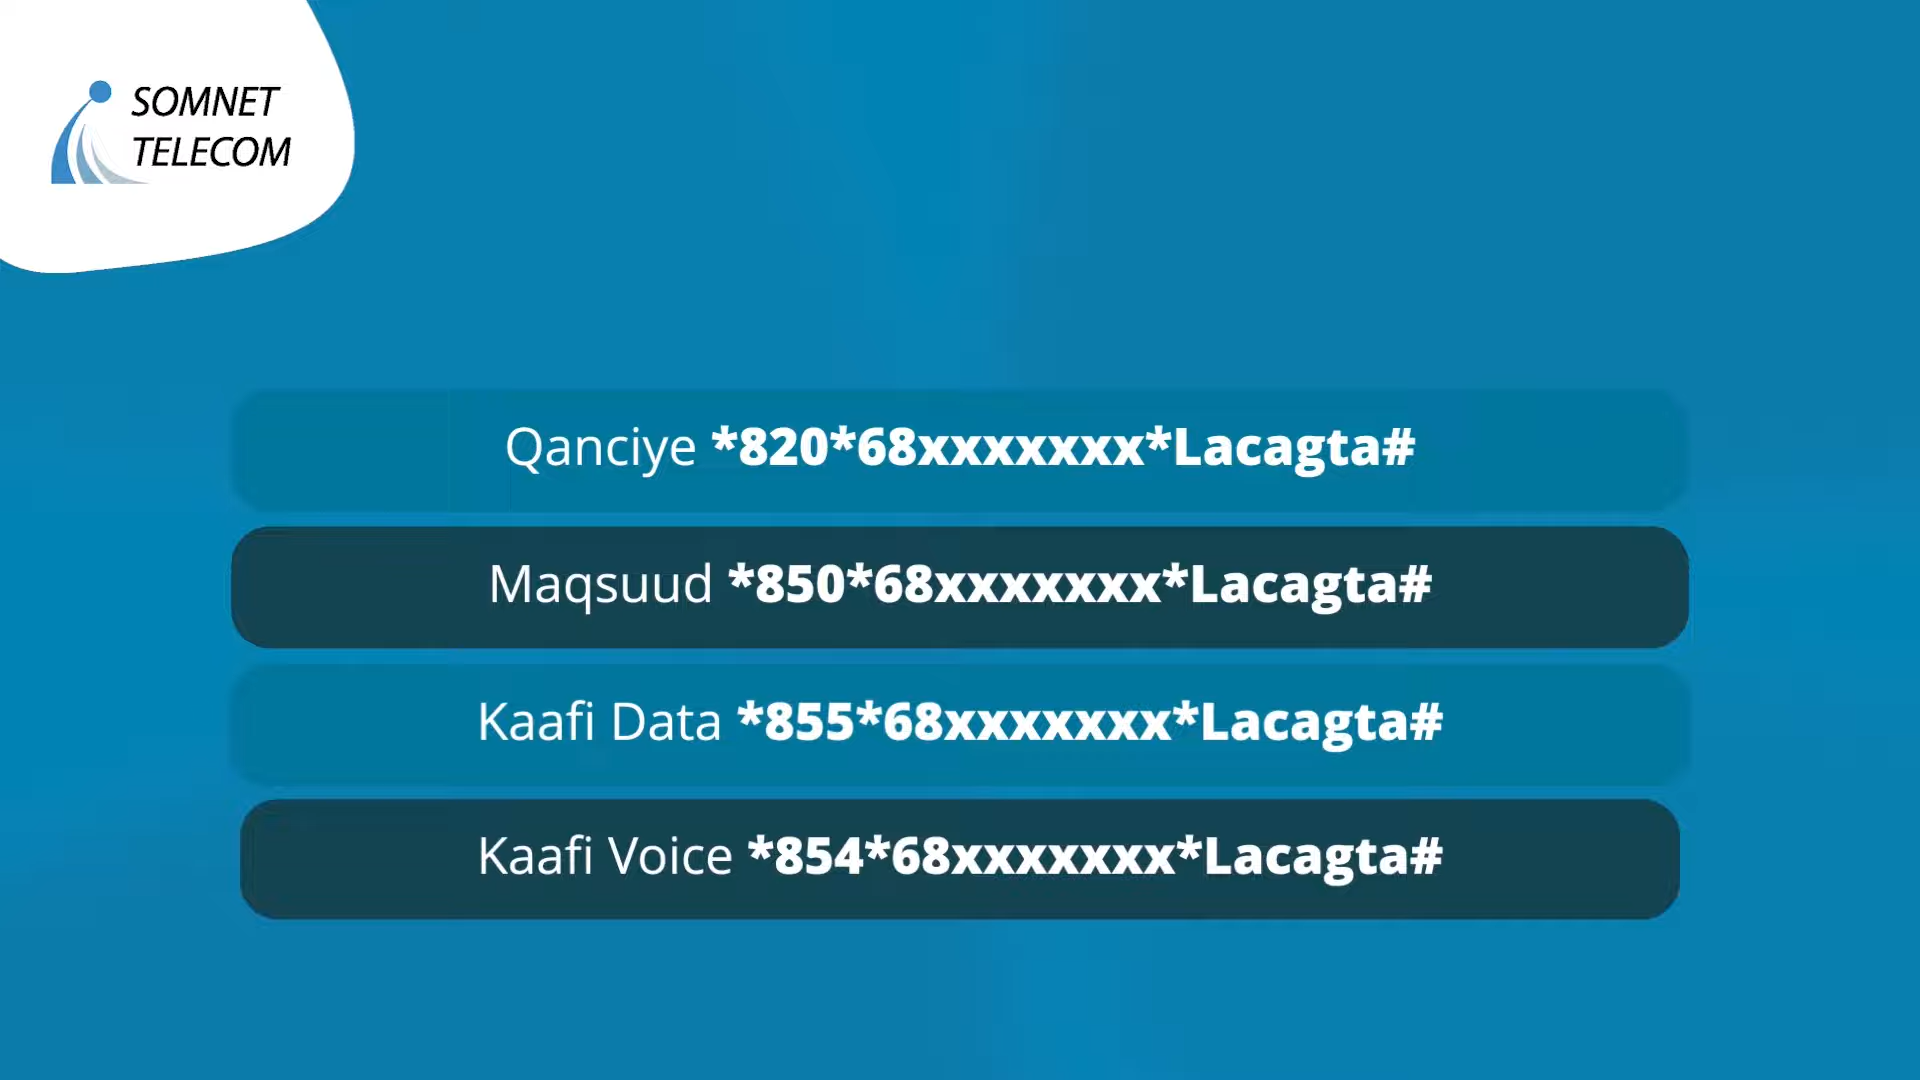 SOMNET
TELECOM
Qanciye *820*68xxxxxxx*Lacagta#
Maqsuud *850*68xxxxxxx*Lacagta#
Kaafi Data *855*68xxxxxxx*Lacagta#
Kaafi Voice *854*68xxxxxxx*Lacagta#